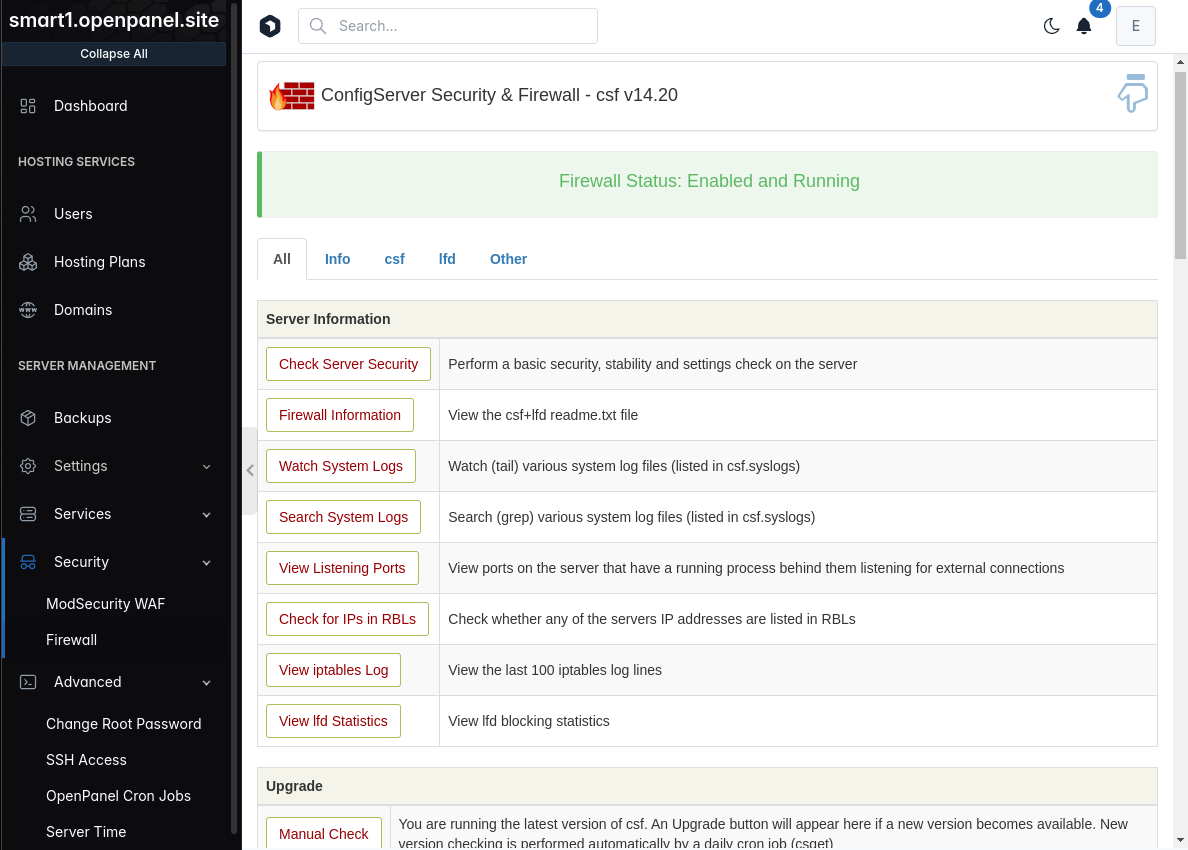 smart1.openpanel.site
Collapse All
Dashboard
HOSTING SERVICES
Users
Hosting Plans
Domains
SERVER MANAGEMENT
Backups
Settings
Services
Security
ModSecurity WAF
Firewall
Advanced
Change Root Password
SSH Access
OpenPanel Cron Jobs
Server Time
Search...
4
E
ConfigServer Security & Firewall - csf v14.20
Firewall Status: Enabled and Running
All Info csf lfd Other
Server Information
Check Server Security Perform a basic security, stability and settings check on the server
Firewall Information View the csf+lfd readme.txt file
Watch System Logs Watch (tail) various system log files (listed in csf.syslogs)
Search System Logs Search (grep) various system log files (listed in csf.syslogs)
View Listening Ports View ports on the server that have a running process behind them listening for external connections
Check for IPs in RBLs Check whether any of the servers IP addresses are listed in RBLs
View iptables Log View the last 100 iptables log lines
View lfd Statistics View lfd blocking statistics
Upgrade
Manual Check You are running the latest version of csf. An Upgrade button will appear here if a new version becomes available. New
version checking is performed automatically by a daily cron job (csget)